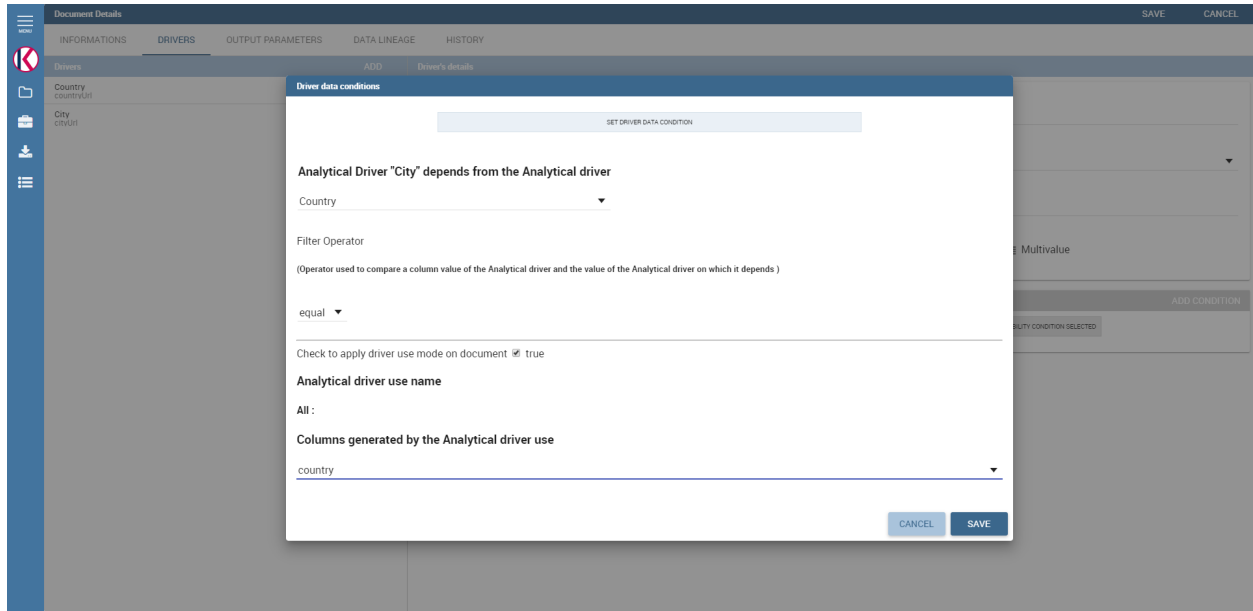 MENU
Document Details
SAVE
CANCEL
INFORMATIONS
DRIVERS
OUTPUT PARAMETERS
DATA LINEAGE
HISTORY
Drivers
ADD
Driver's details
Country
countryUrl
City
cityUrl
Driver data conditions
SET DRIVER DATA CONDITION
Analytical Driver "City" depends from the Analytical driver
Country
Filter Operator
(Operator used to compare a column value of the Analytical driver and the value of the Analytical driver on which it depends )
equal
Check to apply driver use mode on document true
Analytical driver use name
All :
Columns generated by the Analytical driver use
country
CANCEL
SAVE
Multivalue
ADD CONDITION
CONDITION SELECTED